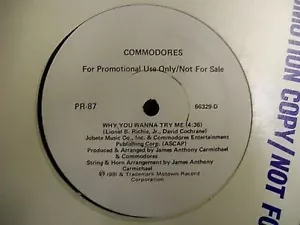 COMMODORES
For Promotional Use Only/Not For Sale
PR-87
66329-D
WHY YOU WANNA TRY ME (4:36)
(Lionel B. Richie, Jr., David Cochrane)
Jobete Music Co., Inc. & Commodores Entertainment
Publishing Corp. (ASCAP)
Produced & Arranged by James Anthony Carmichael
& Commodores
String & Horn Arrangement by James Anthony
Carmichael
℗ 1981 & Trademark Motown Record
Corporation
MOTION COPY/NOT FO